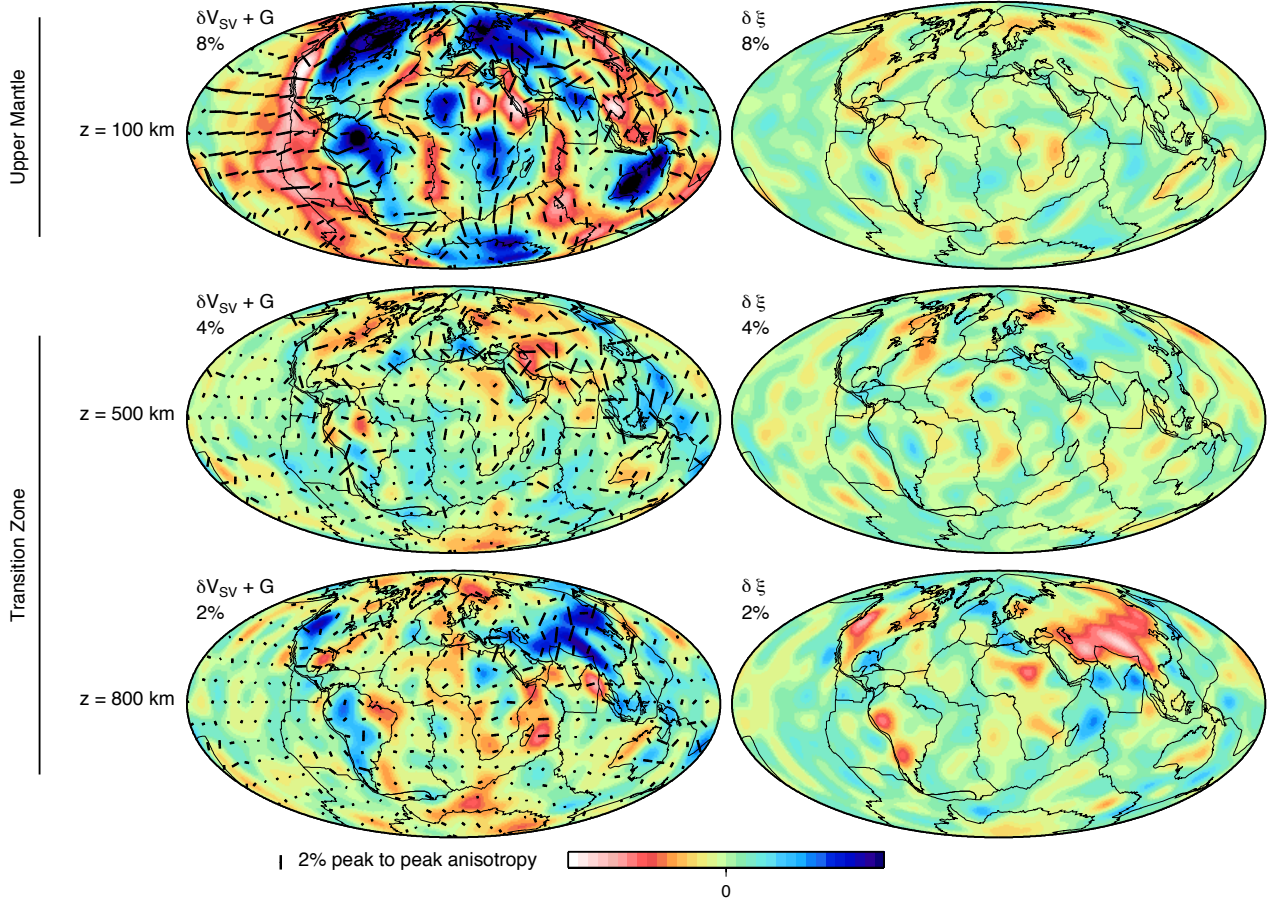 Upper Mantle
z = 100 km
δV_SV + G
8%
δ ξ
8%
Transition Zone
z = 500 km
δV_SV + G
4%
δ ξ
4%
z = 800 km
δV_SV + G
2%
δ ξ
2%
2% peak to peak anisotropy
0